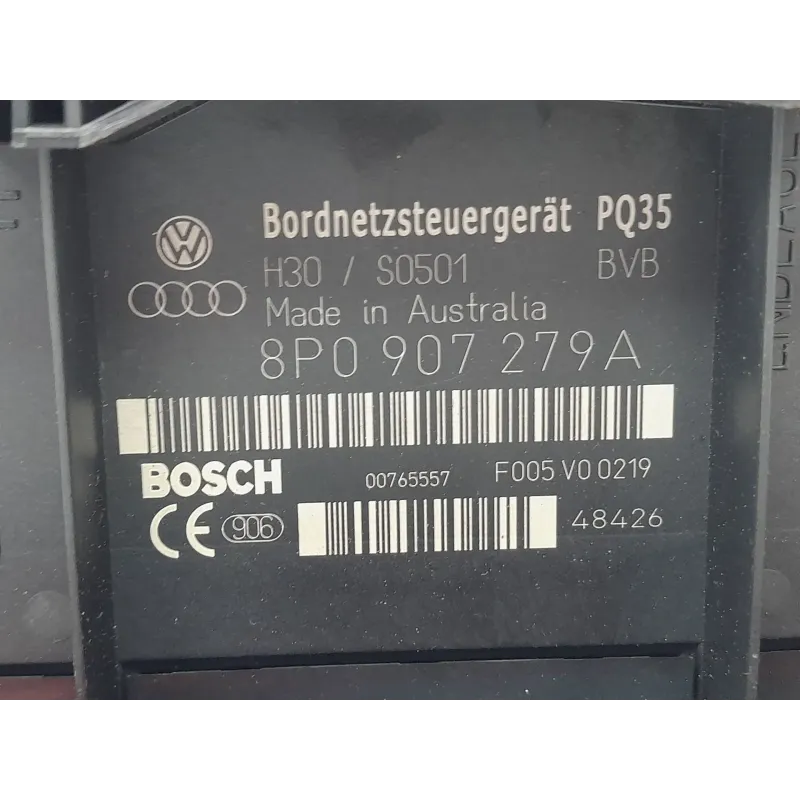 Bordnetzsteuergerät PQ35
H30 / S0501 BVB
Made in Australia
8P0 907 279A
BOSCH 00765557 F005 V0 0219
CE 906 48426